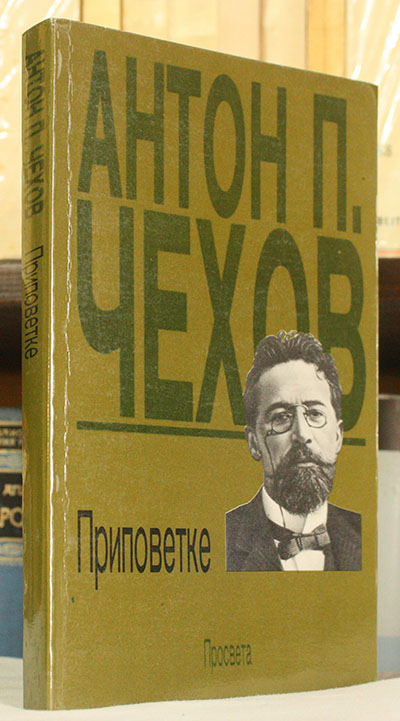 АНТОН П. ЧЕХОВ Приповетке
АНТОН П.
ЧЕХОВ
Приповетке
Просвета